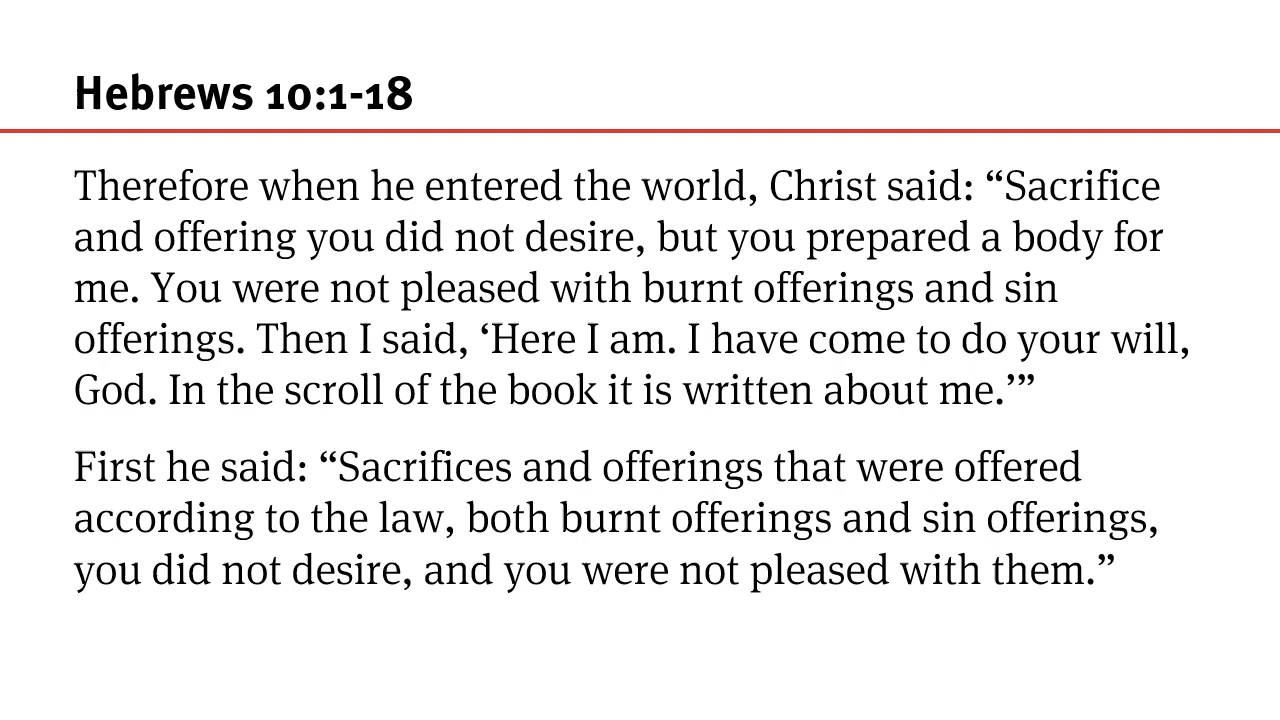 Hebrews 10:1-18
Therefore when he entered the world, Christ said: “Sacrifice
and offering you did not desire, but you prepared a body for
me. You were not pleased with burnt offerings and sin
offerings. Then I said, ‘Here I am. I have come to do your will,
God. In the scroll of the book it is written about me.’”
First he said: “Sacrifices and offerings that were offered
according to the law, both burnt offerings and sin offerings,
you did not desire, and you were not pleased with them.”